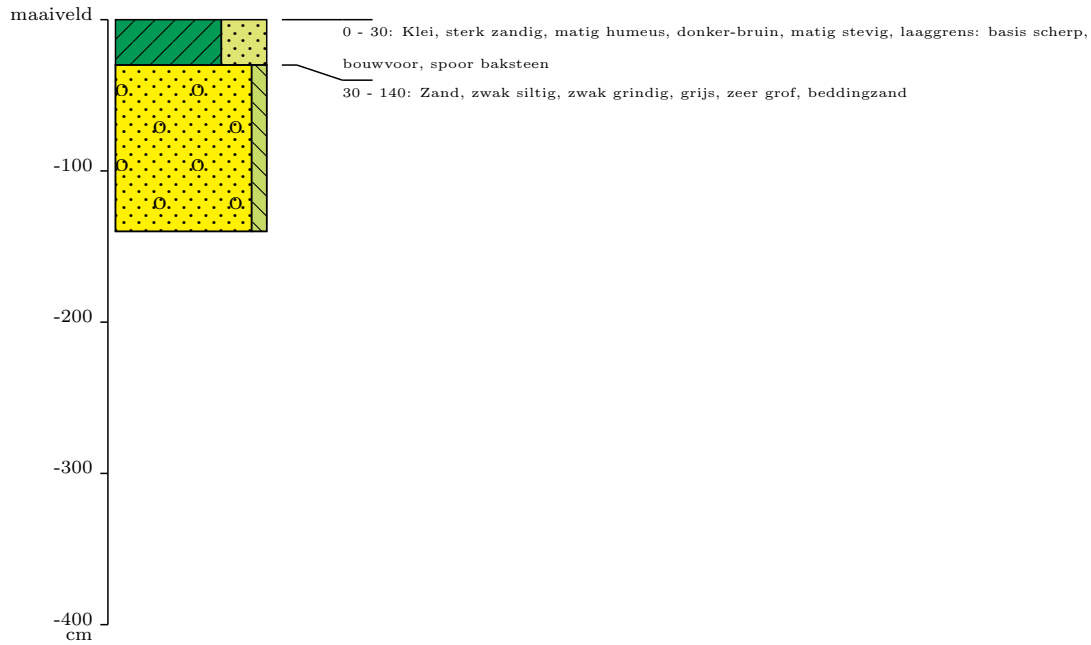 maaiveld
0 - 30: Klei, sterk zandig, matig humeus, donker-bruin, matig stevig, laaggrens: basis scherp,
bouwvoor, spoor baksteen
30 - 140: Zand, zwak siltig, zwak grindig, grijs, zeer grof, beddingzand
-100
-200
-300
-400
cm